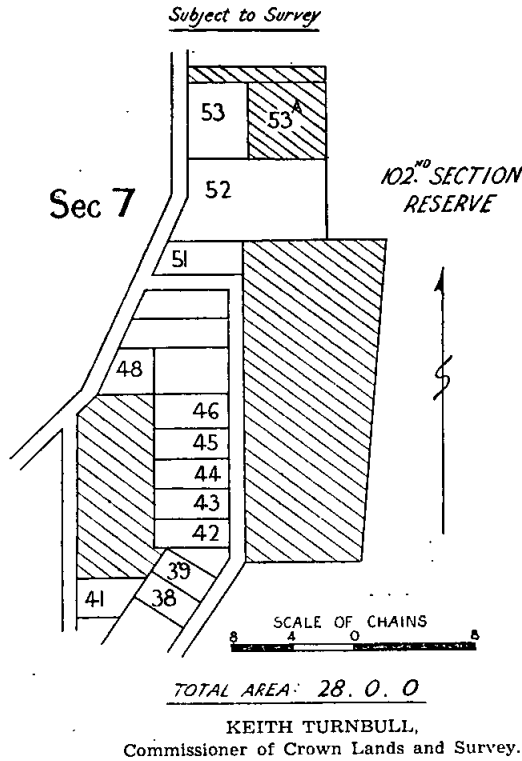 Subject to Survey
53
53A
52
102ND SECTION
RESERVE
Sec 7
51
48
46
45
44
43
42
39
38
41
SCALE OF CHAINS
8 4 0 8
TOTAL AREA: 28. 0. 0
KEITH TURNBULL,
Commissioner of Crown Lands and Survey.